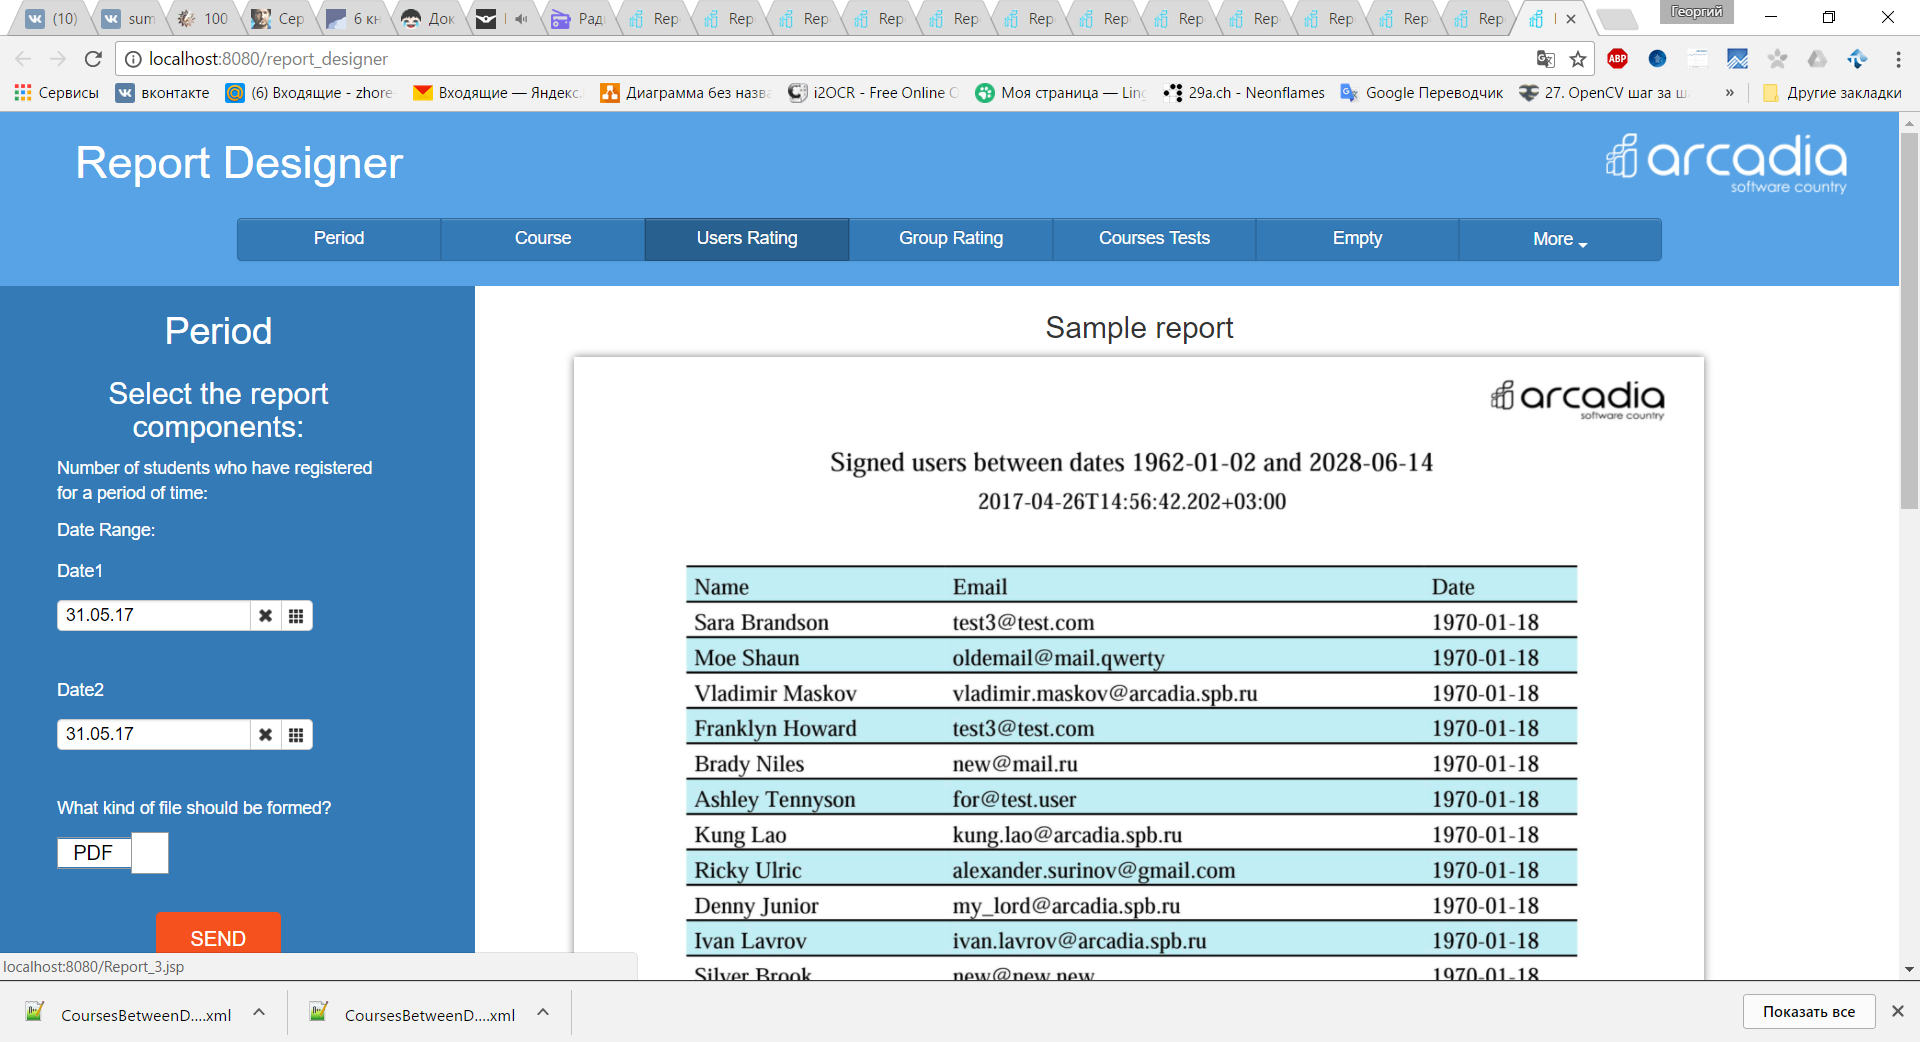 (10)
sum
100
Сер
6 кн
Док
Рад
Rep
Rep
Rep
Rep
Rep
Rep
Rep
Rep
Rep
Rep
Rep
Rep
Георгий
localhost:8080/report_designer
ABP
Сервисы
вконтакте
(6) Входящие - zhore
Входящие — Яндекс.
Диаграмма без назва
i2OCR - Free Online O
Моя страница — Ling
29a.ch - Neonflames
Google Переводчик
27. OpenCV шаг за ш
»
Другие закладки
Report Designer
arcadia
software country
Period
Course
Users Rating
Group Rating
Courses Tests
Empty
More
Period
Select the report
components:
Number of students who have registered
for a period of time:
Date Range:
Date1
31.05.17
Date2
31.05.17
What kind of file should be formed?
PDF
SEND
localhost:8080/Report_3.jsp
Sample report
arcadia
software country
Signed users between dates 1962-01-02 and 2028-06-14
2017-04-26T14:56:42.202+03:00
Name Email Date
Sara Brandson test3@test.com 1970-01-18
Moe Shaun oldemail@mail.qwerty 1970-01-18
Vladimir Maskov vladimir.maskov@arcadia.spb.ru 1970-01-18
Franklyn Howard test3@test.com 1970-01-18
Brady Niles new@mail.ru 1970-01-18
Ashley Tennyson for@test.user 1970-01-18
Kung Lao kung.lao@arcadia.spb.ru 1970-01-18
Ricky Ulric alexander.surinov@gmail.com 1970-01-18
Denny Junior my_lord@arcadia.spb.ru 1970-01-18
Ivan Lavrov ivan.lavrov@arcadia.spb.ru 1970-01-18
Silver Brook new@new.new 1970-01-18
CoursesBetweenD....xml
CoursesBetweenD....xml
Показать все